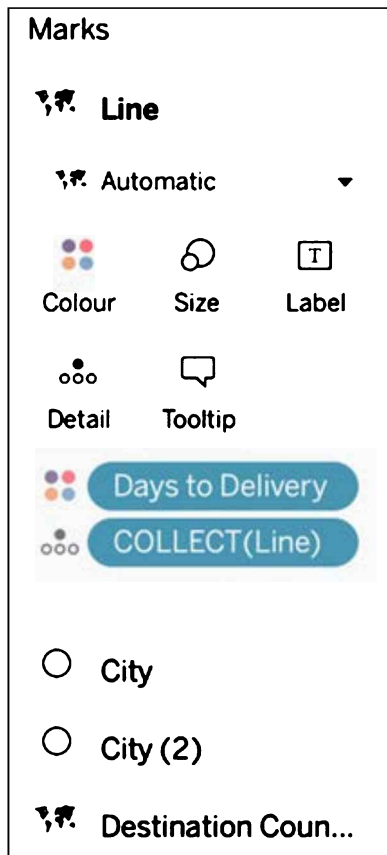 Marks
Line
Automatic
Colour Size Label
T
Detail Tooltip
Days to Delivery
COLLECT(Line)
City
City (2)
Destination Coun...